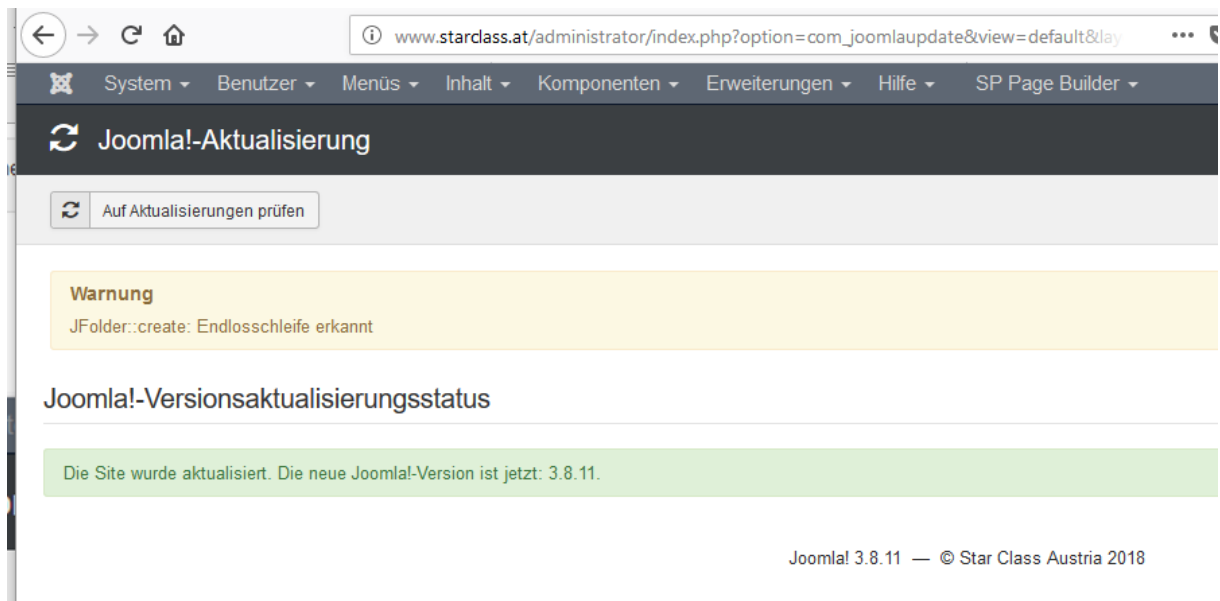 www.starclass.at/administrator/index.php?option=com_joomlaupdate&view=default&lay
System Benutzer Menüs Inhalt Komponenten Erweiterungen Hilfe SP Page Builder
Joomla!-Aktualisierung
Auf Aktualisierungen prüfen
Warnung
JFolder::create: Endlosschleife erkannt
Joomla!-Versionsaktualisierungsstatus
Die Site wurde aktualisiert. Die neue Joomla!-Version ist jetzt: 3.8.11.
Joomla! 3.8.11 — © Star Class Austria 2018